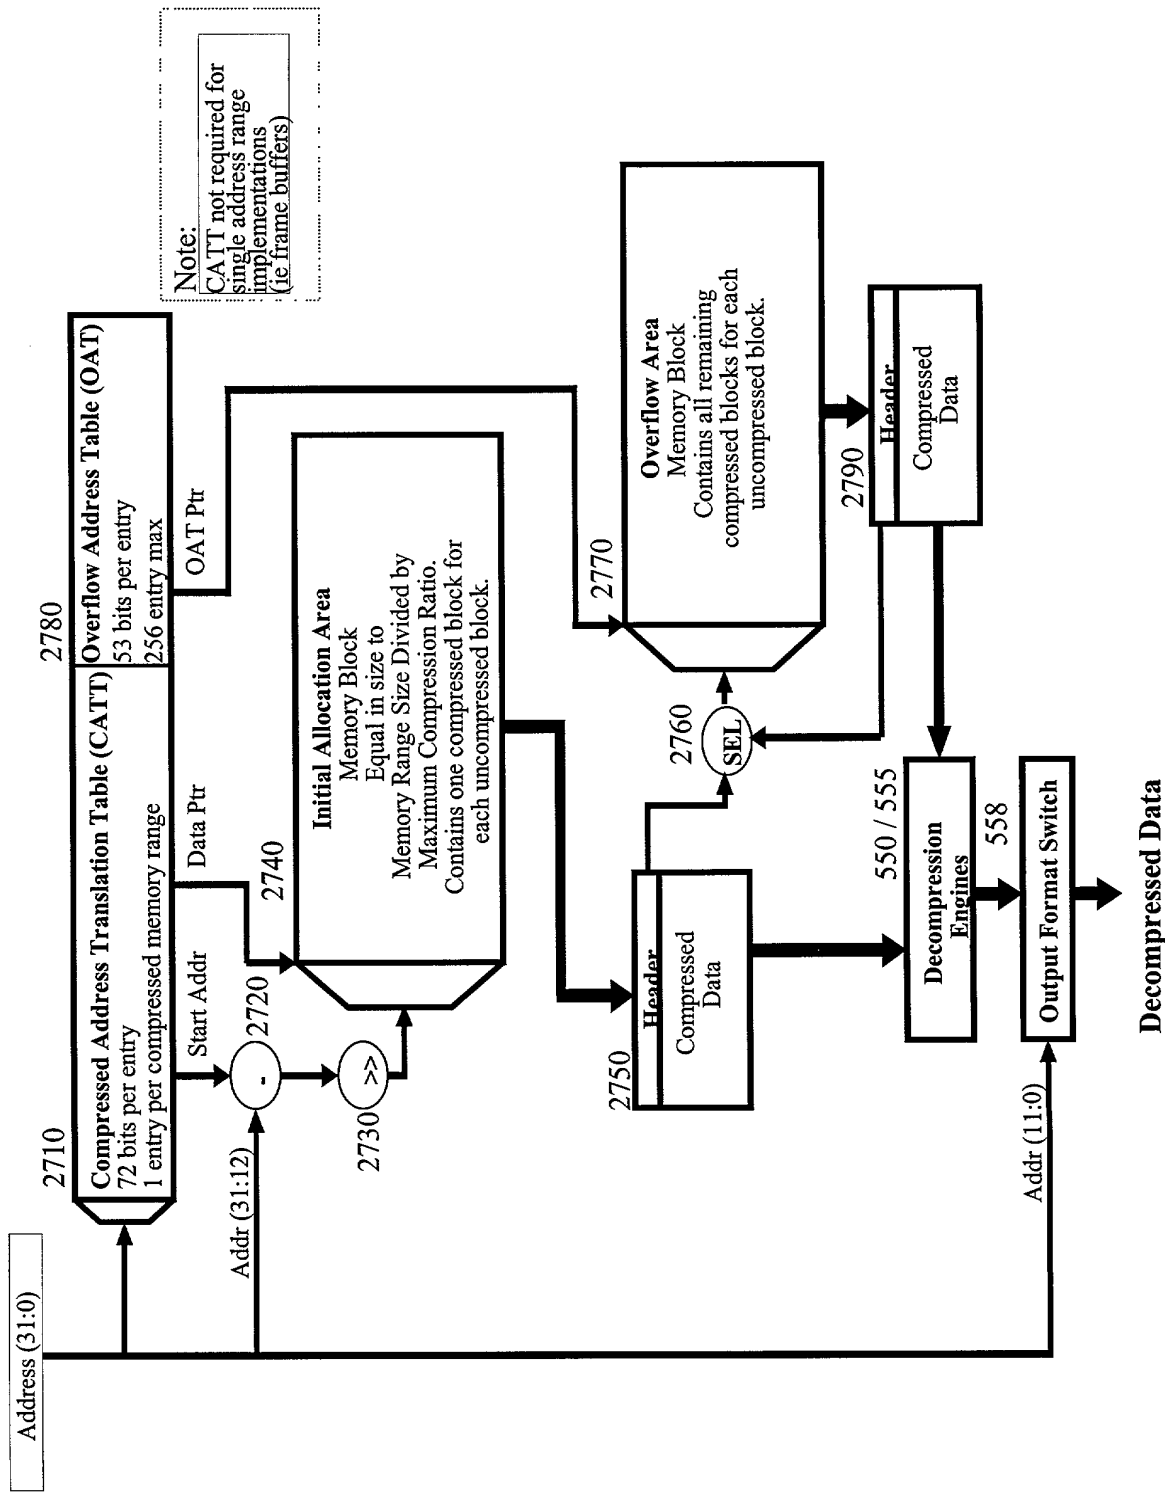 Address (31:0)
2710
Compressed Address Translation Table (CATT)
72 bits per entry
1 entry per compressed memory range
2780
Overflow Address Table (OAT)
53 bits per entry
256 entry max
Note:
CATT not required for
single address range
implementations
(ie frame buffers)
Start Addr
Data Ptr
OAT Ptr
Addr (31:12)
-
2720
>>
2730
2740
Initial Allocation Area
Memory Block
Equal in size to
Memory Range Size Divided by
Maximum Compression Ratio.
Contains one compressed block for
each uncompressed block.
2770
Overflow Area
Memory Block
Contains all remaining
compressed blocks for each
uncompressed block.
2750
Header
Compressed
Data
2760
SEL
2790
Header
Compressed
Data
550 / 555
Decompression
Engines
558
Addr (11:0)
Output Format Switch
Decompressed Data